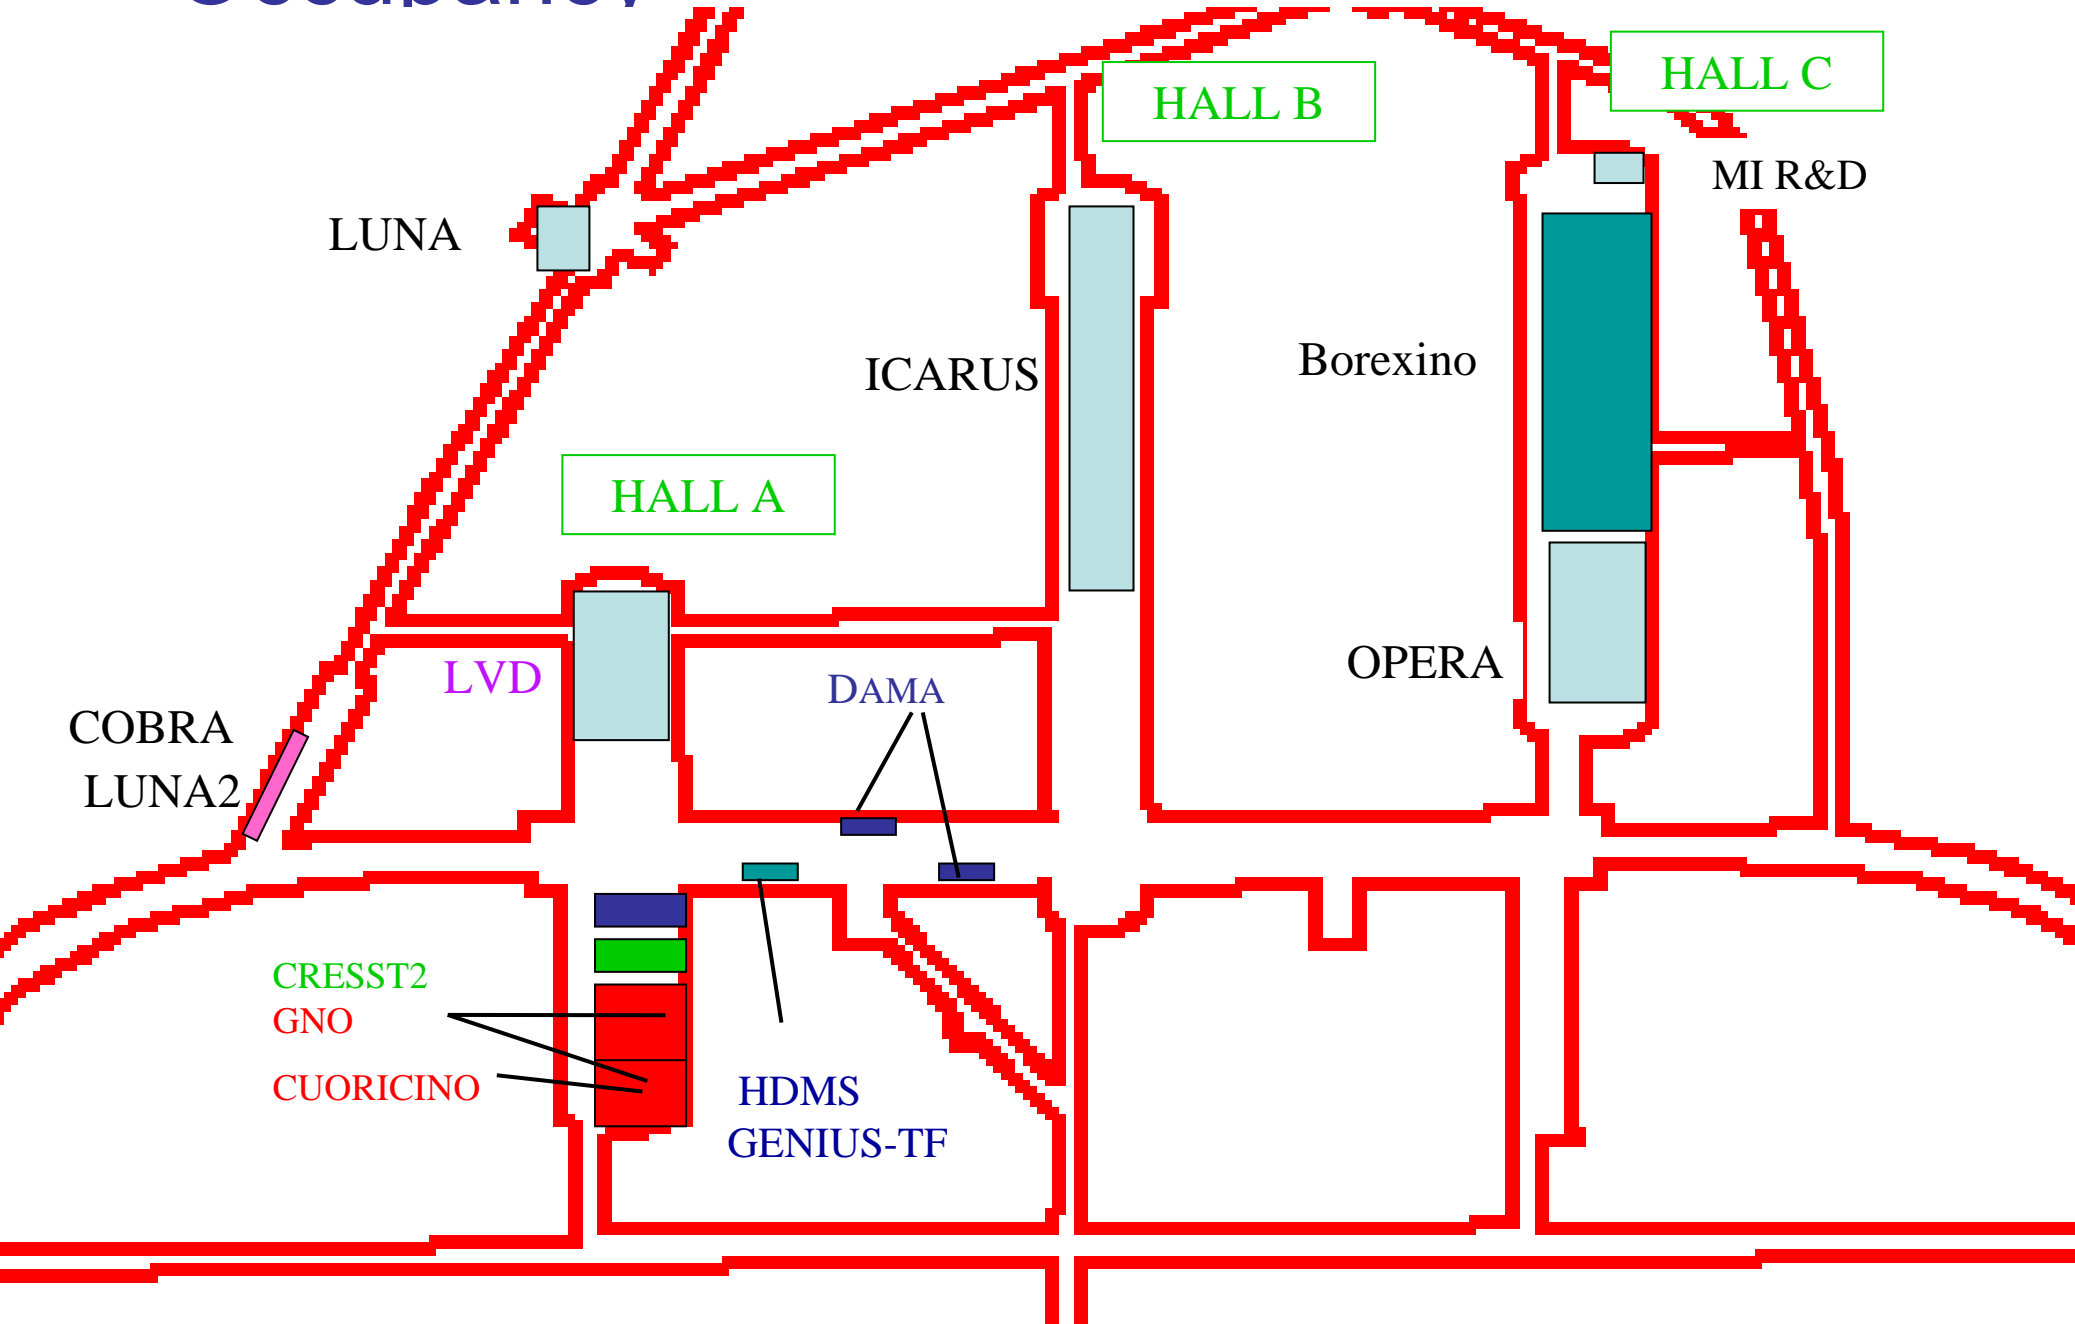 HALL C
HALL B
MI R&D
LUNA
ICARUS
Borexino
HALL A
OPERA
LVD
DAMA
COBRA
LUNA2
CRESST2
GNO
CUORICINO
HDMS
GENIUS-TF